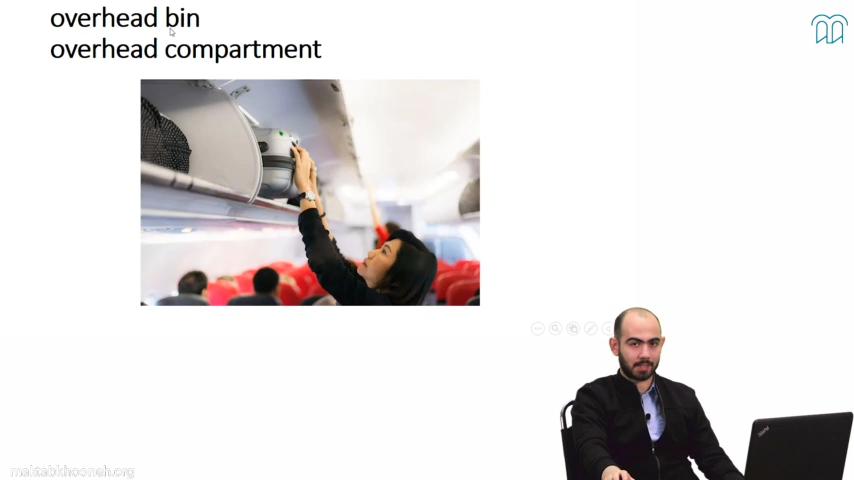 overhead bin
overhead compartment
maktabkhooneh.org